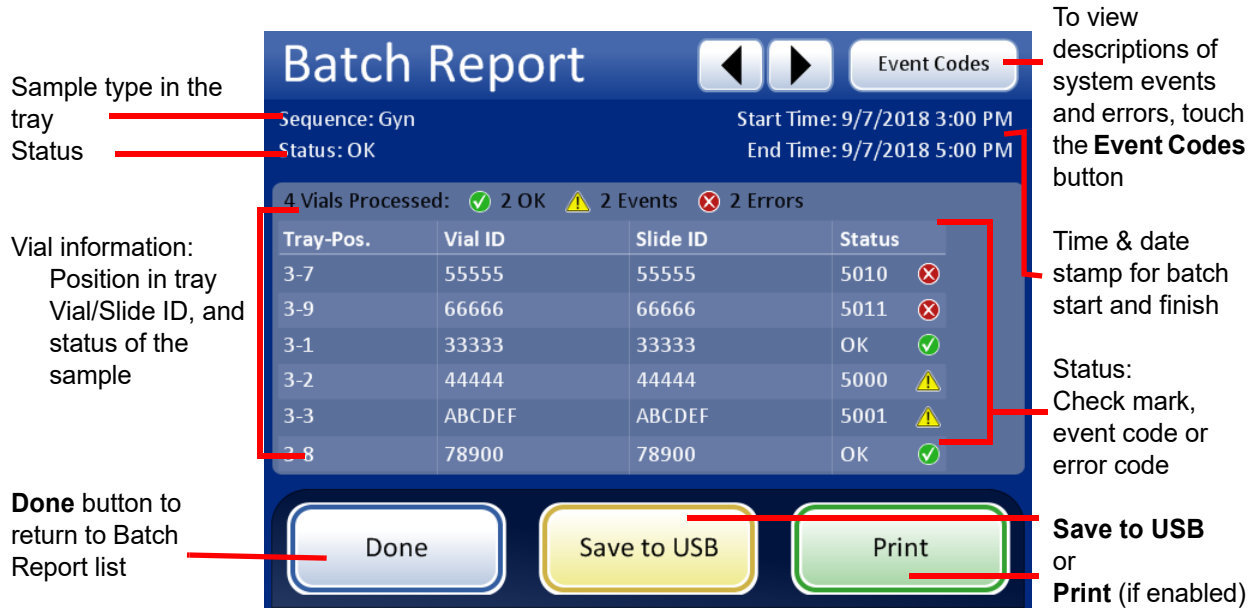 Sample type in the
tray
Status
Vial information:
Position in tray
Vial/Slide ID, and
status of the
sample
Done button to
return to Batch
Report list
Batch Report
Event Codes
Sequence: Gyn
Start Time: 9/7/2018 3:00 PM
Status: OK
End Time: 9/7/2018 5:00 PM
4 Vials Processed: 2 OK 2 Events 2 Errors
Tray-Pos. Vial ID Slide ID Status
3-7 55555 55555 5010
3-9 66666 66666 5011
3-1 33333 33333 OK
3-2 44444 44444 5000
3-3 ABCDEF ABCDEF 5001
3-8 78900 78900 OK
Done Save to USB Print
To view
descriptions of
system events
and errors, touch
the Event Codes
button
Time & date
stamp for batch
start and finish
Status:
Check mark,
event code or
error code
Save to USB
or
Print (if enabled)